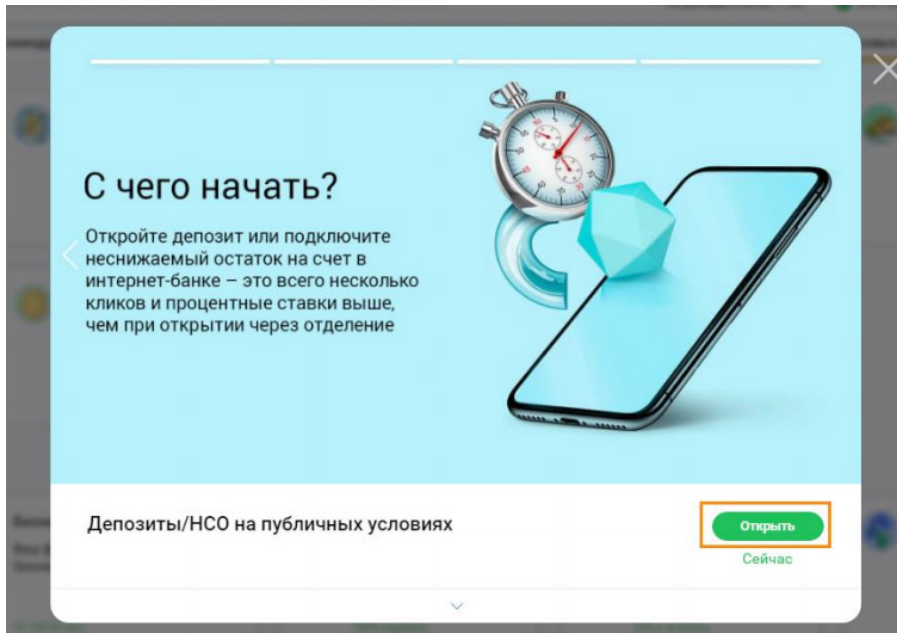 С чего начать?
Откройте депозит или подключите
неснижаемый остаток на счет в
интернет-банке – это всего несколько
кликов и процентные ставки выше,
чем при открытии через отделение
Депозиты/НСО на публичных условиях
Открыть
Сейчас